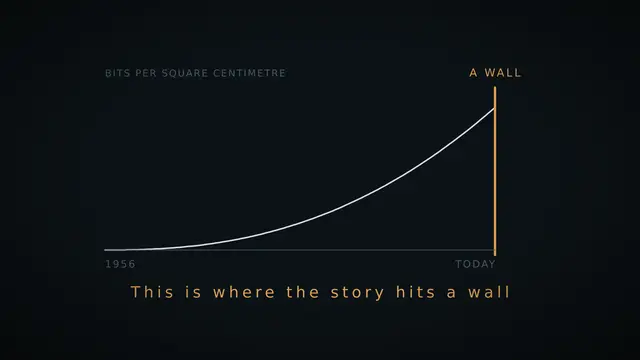 BITS PER SQUARE CENTIMETRE
A WALL
1956
TODAY
This is where the story hits a wall